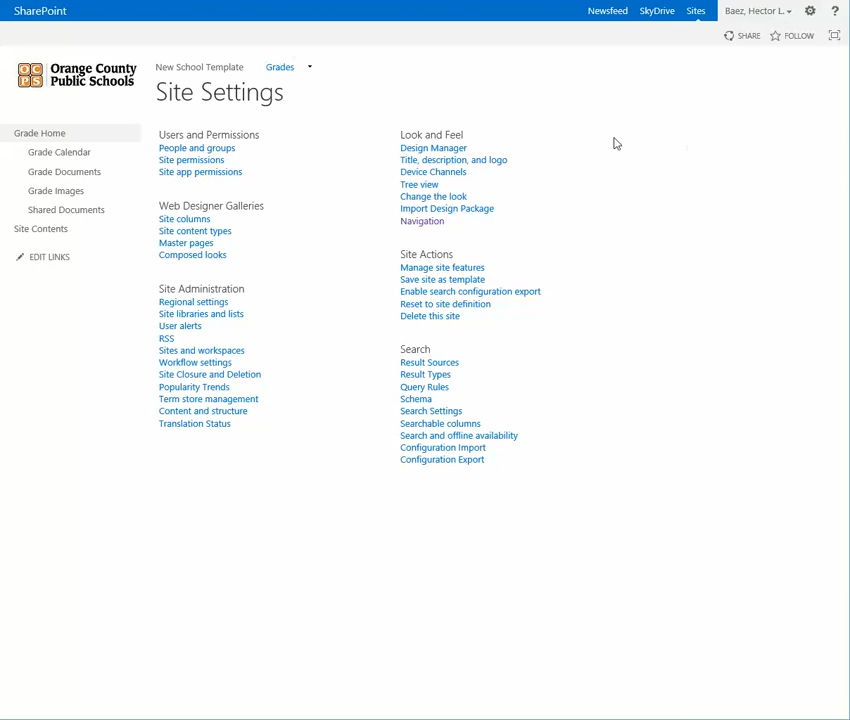 SharePoint
Newsfeed SkyDrive Sites Baez, Hector L. ?
SHARE FOLLOW
OC PS Orange County Public Schools
New School Template Grades
Site Settings
Grade Home
Grade Calendar
Grade Documents
Grade Images
Shared Documents
Site Contents
EDIT LINKS
Users and Permissions
People and groups
Site permissions
Site app permissions
Web Designer Galleries
Site columns
Site content types
Master pages
Composed looks
Site Administration
Regional settings
Site libraries and lists
User alerts
RSS
Sites and workspaces
Workflow settings
Site Closure and Deletion
Popularity Trends
Term store management
Content and structure
Translation Status
Look and Feel
Design Manager
Title, description, and logo
Device Channels
Tree view
Change the look
Import Design Package
Navigation
Site Actions
Manage site features
Save site as template
Enable search configuration export
Reset to site definition
Delete this site
Search
Result Sources
Result Types
Query Rules
Schema
Search Settings
Searchable columns
Search and offline availability
Configuration Import
Configuration Export